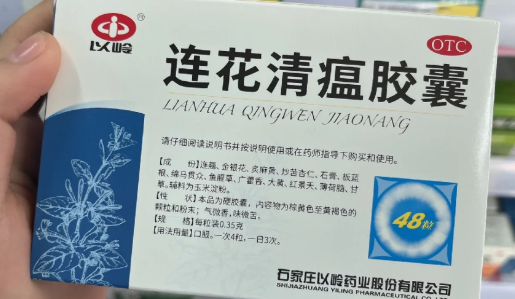 以岭
OTC
连花清瘟胶囊
LIANHUA QINGWEN JIAONANG
请仔细阅读说明书并按说明使用或在药师指导下购买和使用。
【成　份】连翘、金银花、炙麻黄、炒苦杏仁、石膏、板蓝
根、绵马贯众、鱼腥草、广藿香、大黄、红景天、薄荷脑、甘
草。辅料为玉米淀粉。
【性　状】本品为硬胶囊，内容物为棕黄色至黄褐色的
颗粒和粉末；气微香，味微苦。
【规　格】每粒装0.35克
【用法用量】口服。一次4粒，一日3次。
48粒
石家庄以岭药业股份有限公司
SHIJIAZHUANG YILING PHARMACEUTICAL CO.,LTD.